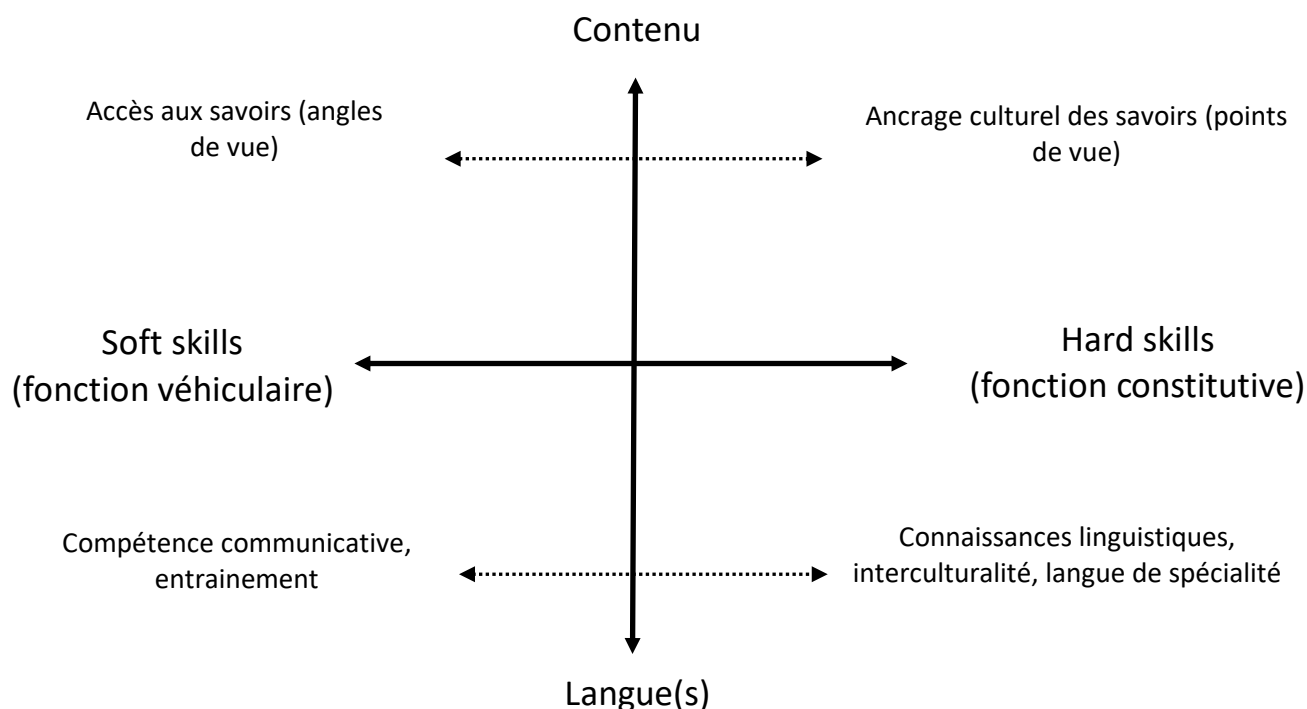 Contenu
Accès aux savoirs (angles
de vue)
Ancrage culturel des savoirs (points
de vue)
Soft skills
(fonction véhiculaire)
Hard skills
(fonction constitutive)
Compétence communicative,
entrainement
Connaissances linguistiques,
interculturalité, langue de spécialité
Langue(s)